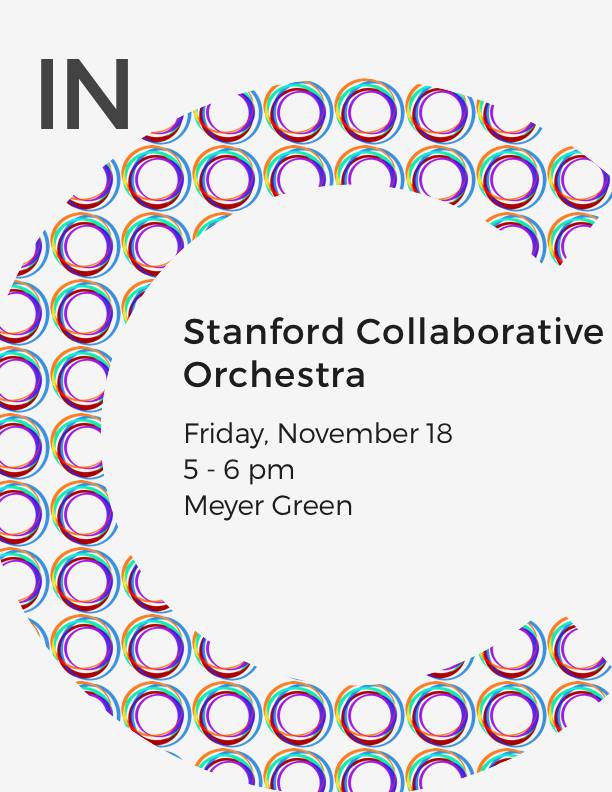 IN
C
Stanford Collaborative
Orchestra
Friday, November 18
5 - 6 pm
Meyer Green